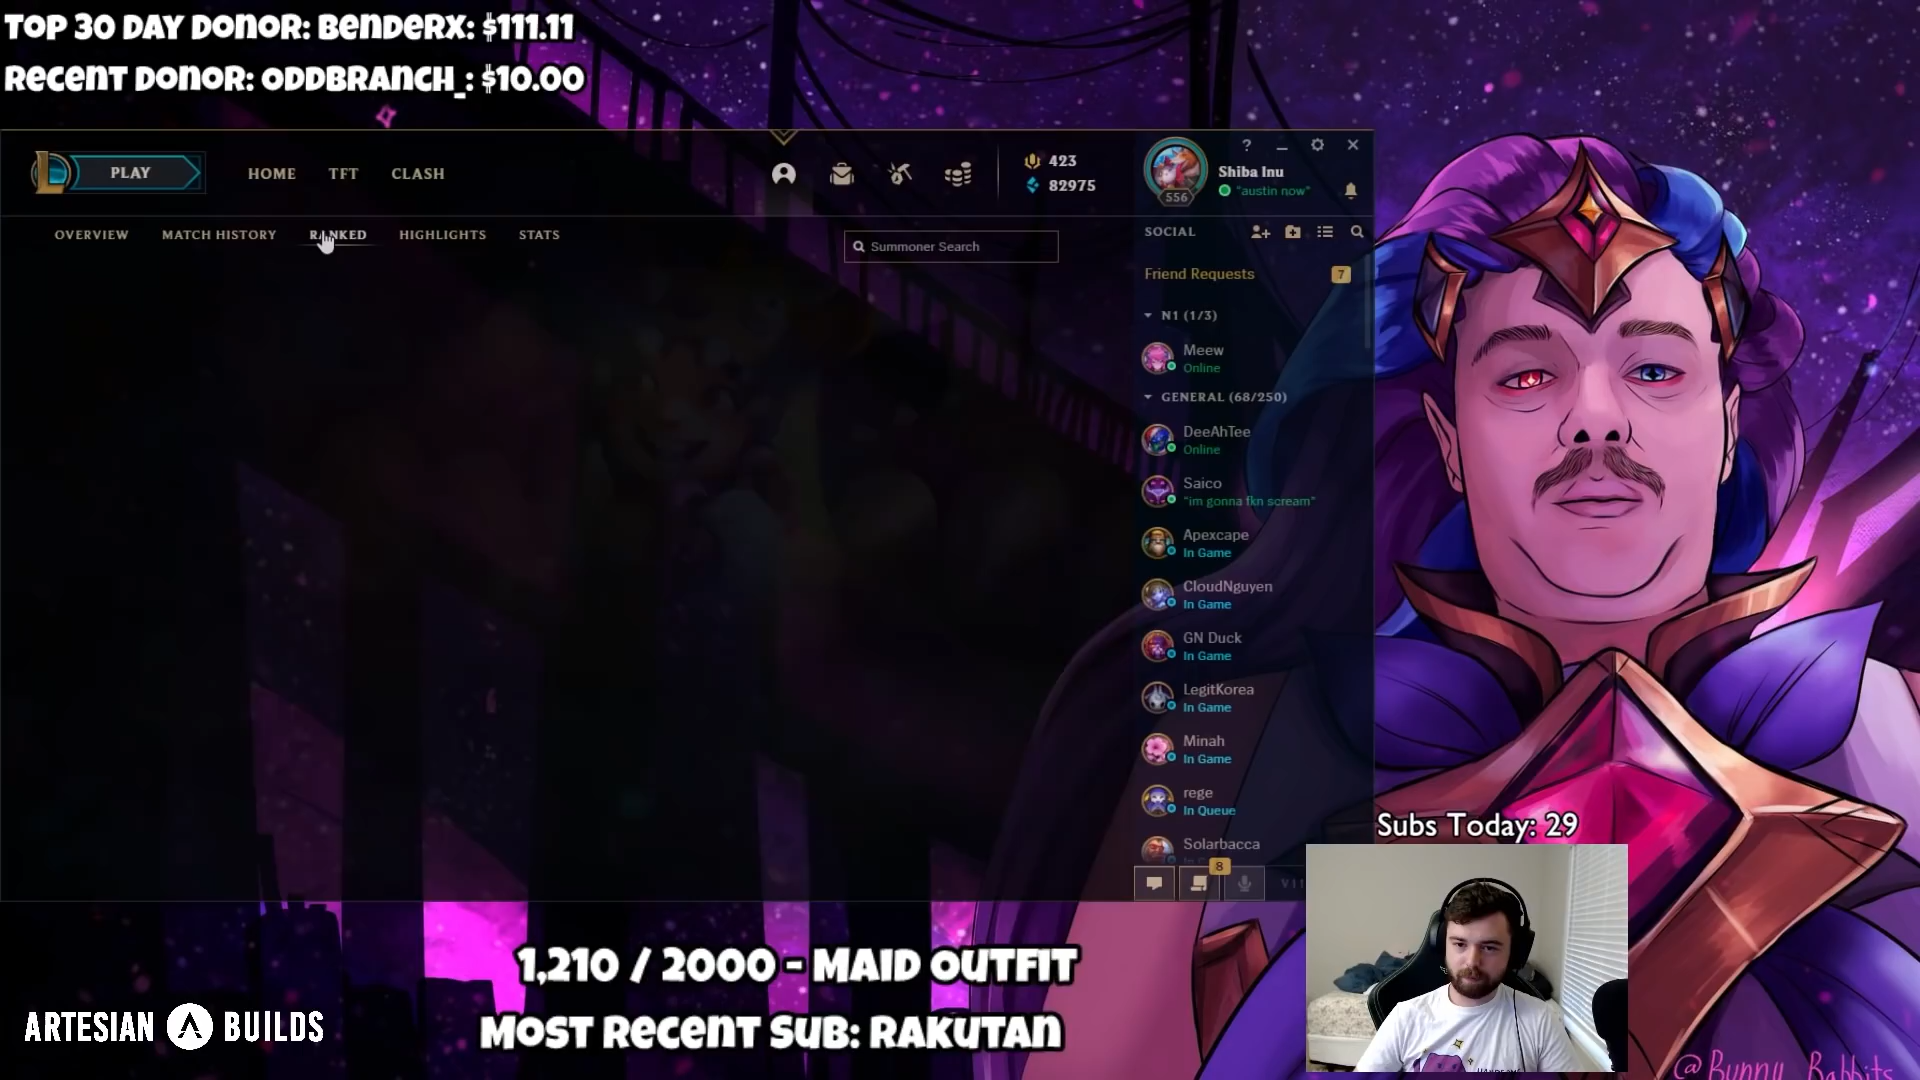 TOP 30 DAY DONOR: BENDERX: $111.11
RECENT DONOR: ODDBRANCH_: $10.00
PLAY
HOME
TFT
CLASH
423
82975
556
?
Shiba Inu
"austin now"
OVERVIEW
MATCH HISTORY
RANKED
HIGHLIGHTS
STATS
Summoner Search
SOCIAL
Friend Requests
7
N1 (1/3)
Meew
Online
GENERAL (68/250)
DeeAhTee
Online
Saico
"im gonna fkn scream"
Apexcape
In Game
CloudNguyen
In Game
GN Duck
In Game
LegitKorea
In Game
Minah
In Game
rege
In Queue
Solarbacca
8
V11
Subs Today: 29
1,210 / 2000 - MAID OUTFIT
MOST RECENT SUB: RAKUTAN
ARTESIAN BUILDS
@Bunny_Rabbits